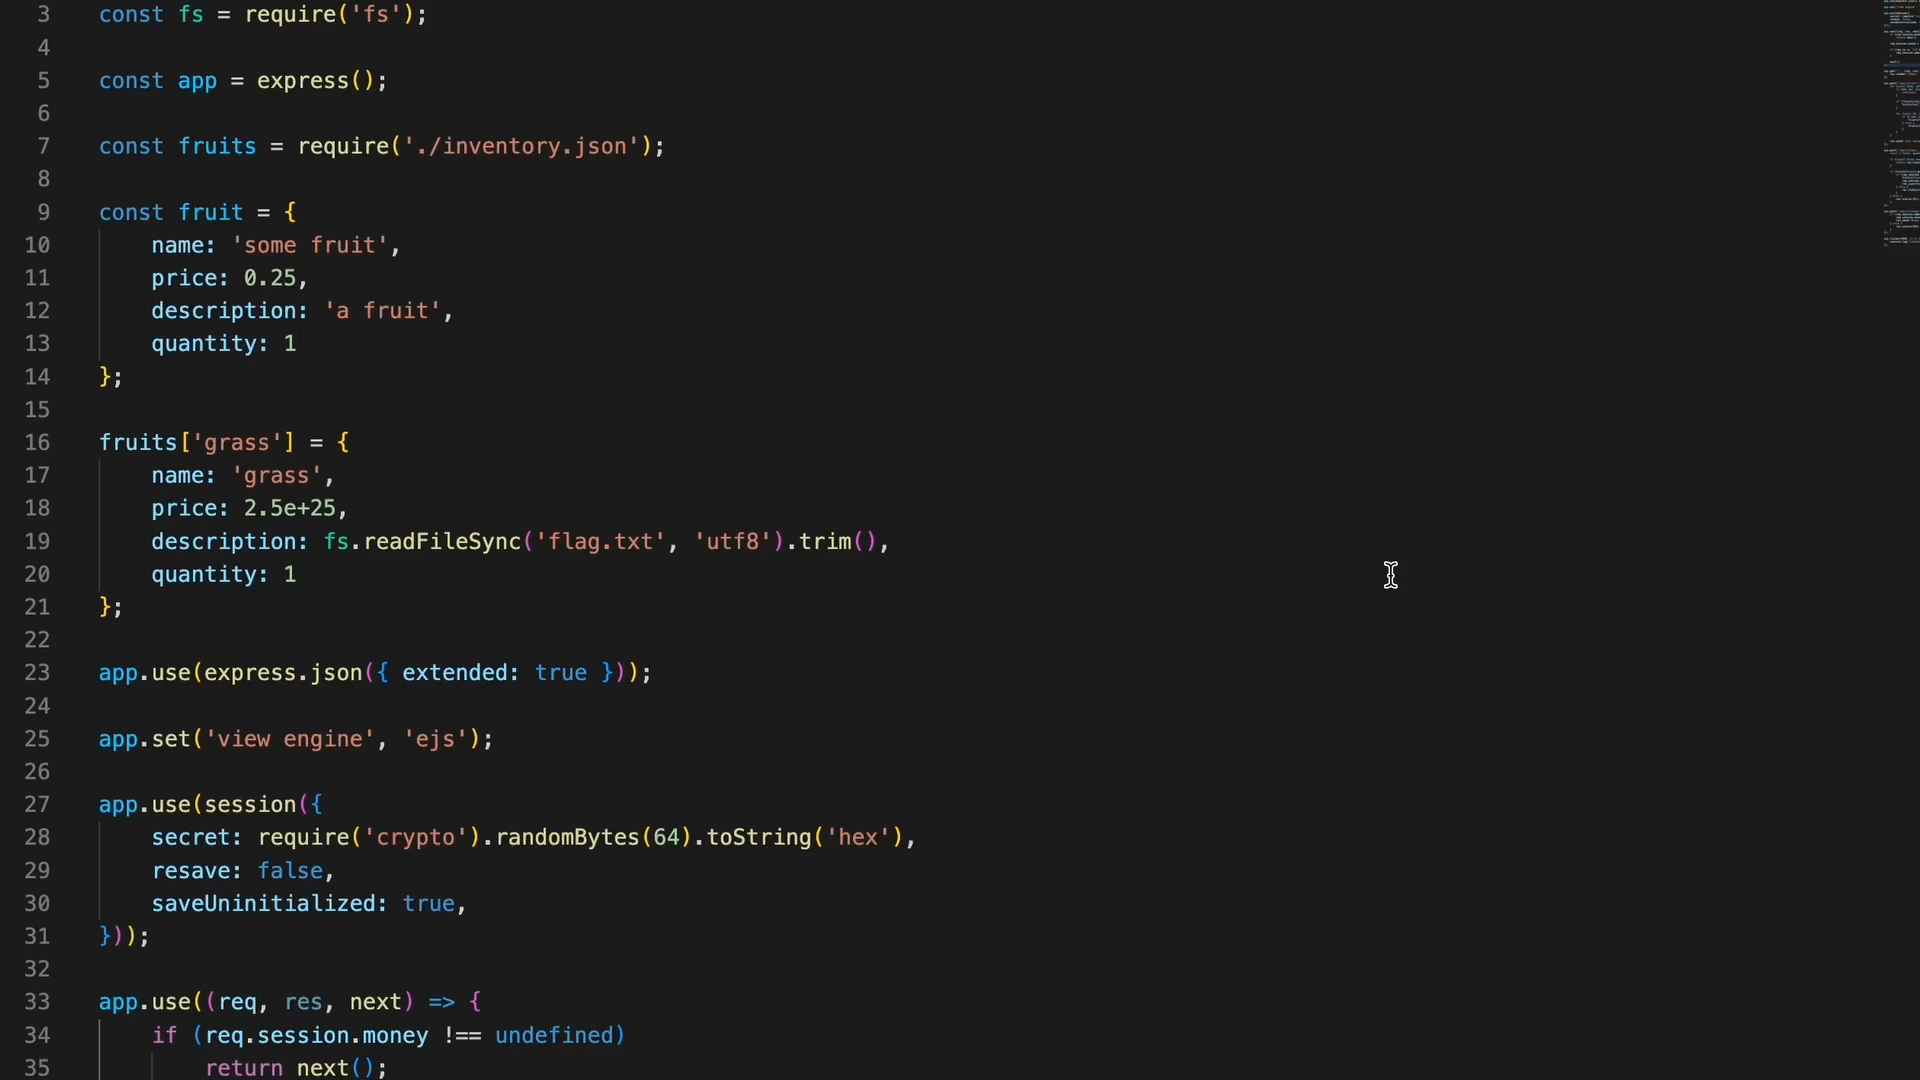 3 const fs = require('fs');
4
5 const app = express();
6
7 const fruits = require('./inventory.json');
8
9 const fruit = {
10 name: 'some fruit',
11 price: 0.25,
12 description: 'a fruit',
13 quantity: 1
14 };
15
16 fruits['grass'] = {
17 name: 'grass',
18 price: 2.5e+25,
19 description: fs.readFileSync('flag.txt', 'utf8').trim(),
20 quantity: 1
21 };
22
23 app.use(express.json({ extended: true }));
24
25 app.set('view engine', 'ejs');
26
27 app.use(session({
28 secret: require('crypto').randomBytes(64).toString('hex'),
29 resave: false,
30 saveUninitialized: true,
31 }));
32
33 app.use((req, res, next) => {
34 if (req.session.money !== undefined)
35 return next();